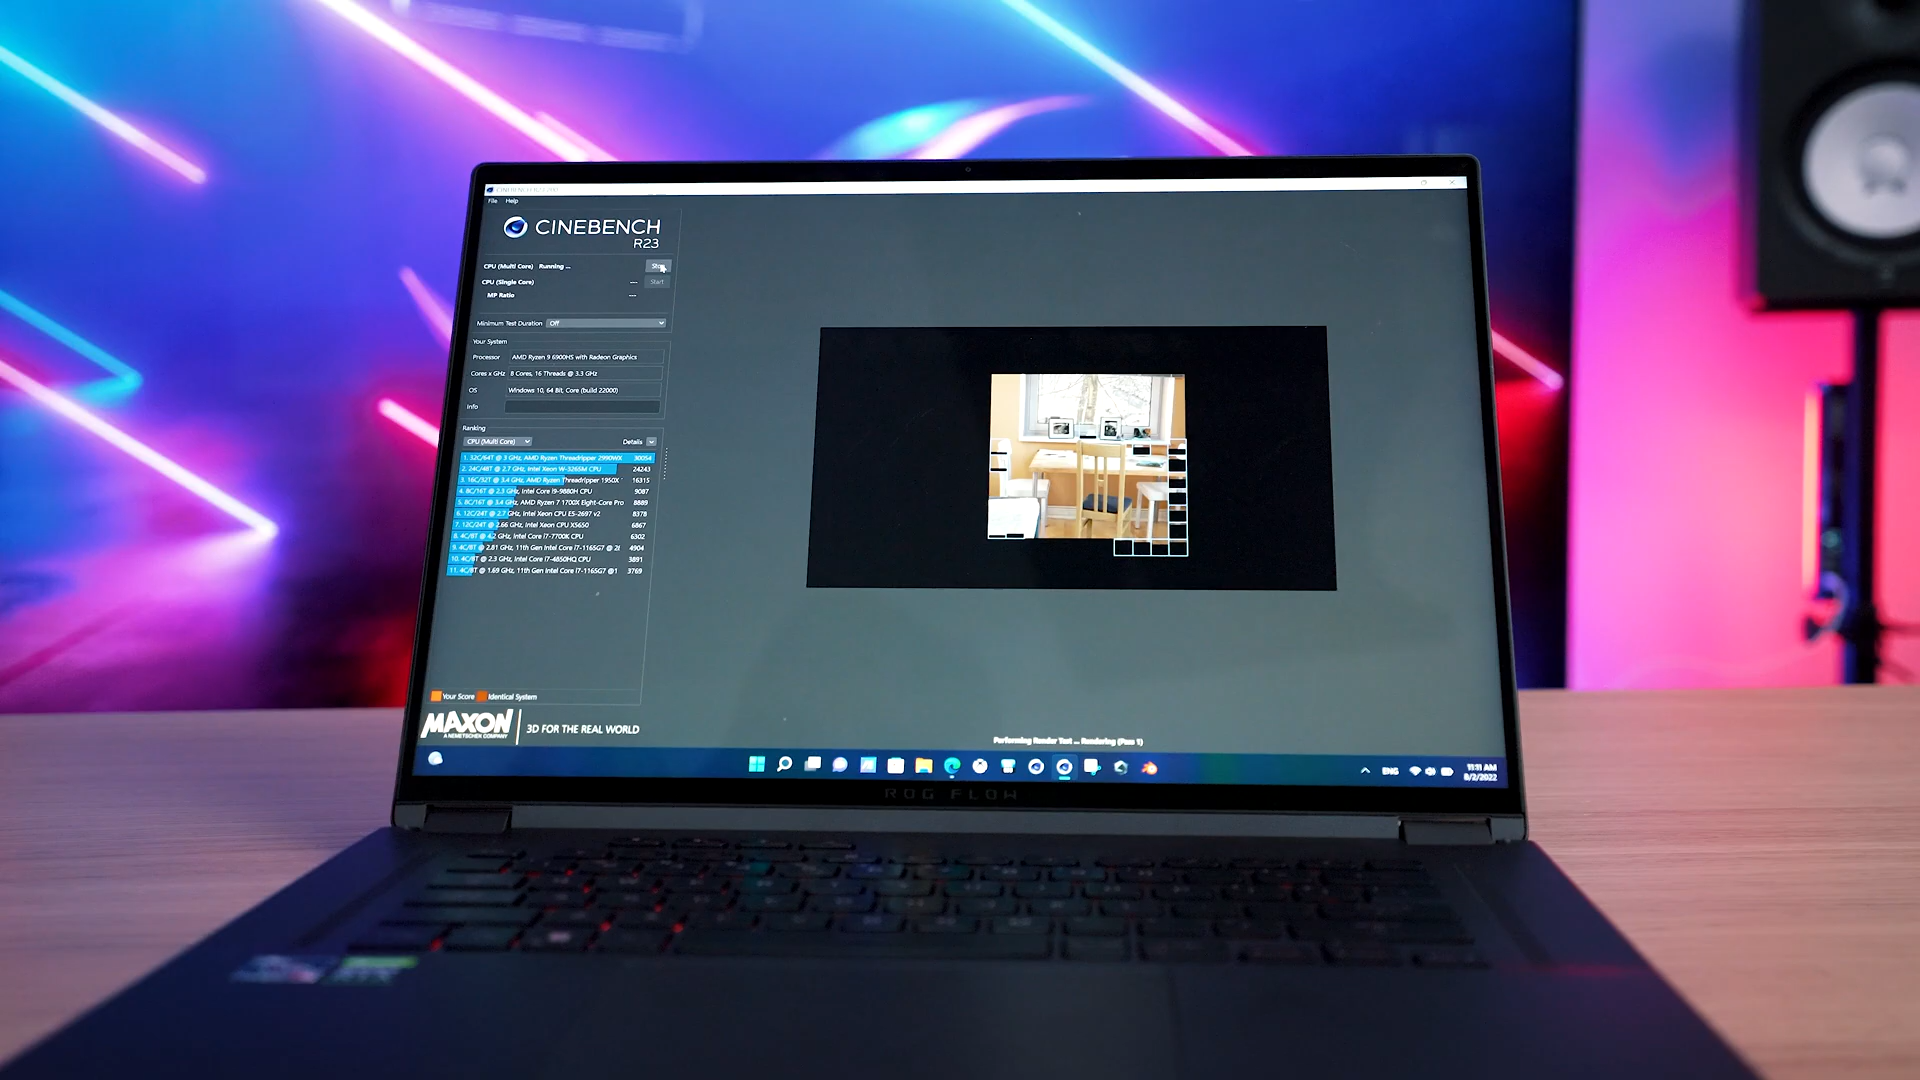 File Help
CINEBENCH
R23
CPU (Multi Core) Running ...
CPU (Single Core) --- Start
MP Ratio ---
Minimum Test Duration Off
Your System
Processor AMD Ryzen 9 6900HS with Radeon Graphics
Cores x GHz 8 Cores, 16 Threads @ 3.3 GHz
OS Windows 10, 64 Bit, Core (build 22000)
Info
Ranking
CPU (Multi Core) Details
1. 32C/64T @ 3 GHz, AMD Ryzen Threadripper 2990WX 30054
2. 24C/48T @ 2.7 GHz, Intel Xeon W-3265M CPU 24243
3. 16C/32T @ 3.4 GHz, AMD Ryzen Threadripper 1950X 16315
4. 8C/16T @ 2.3 GHz, Intel Core i9-9880H CPU 9087
5. 8C/16T @ 3.4 GHz, AMD Ryzen 7 1700X Eight-Core Pro 8889
6. 12C/24T @ 2.7 GHz, Intel Xeon CPU E5-2697 v2 8378
7. 12C/24T @ 2.66 GHz, Intel Xeon CPU X5650 6867
8. 4C/8T @ 4.2 GHz, Intel Core i7-7700K CPU 6302
9. 4C/8T @ 2.81 GHz, 11th Gen Intel Core i7-1165G7 @ 28 4904
10. 4C/8T @ 2.3 GHz, Intel Core i7-4850HQ CPU 3891
11. 4C/8T @ 1.69 GHz, 11th Gen Intel Core i7-1165G7 @1 3769
Your Score Identical System
MAXON
A NEMETSCHEK COMPANY
3D FOR THE REAL WORLD
Performing Render Test ... Rendering (Pass 1)
ENG
11:11 AM
8/2/2022
ROG FLOW